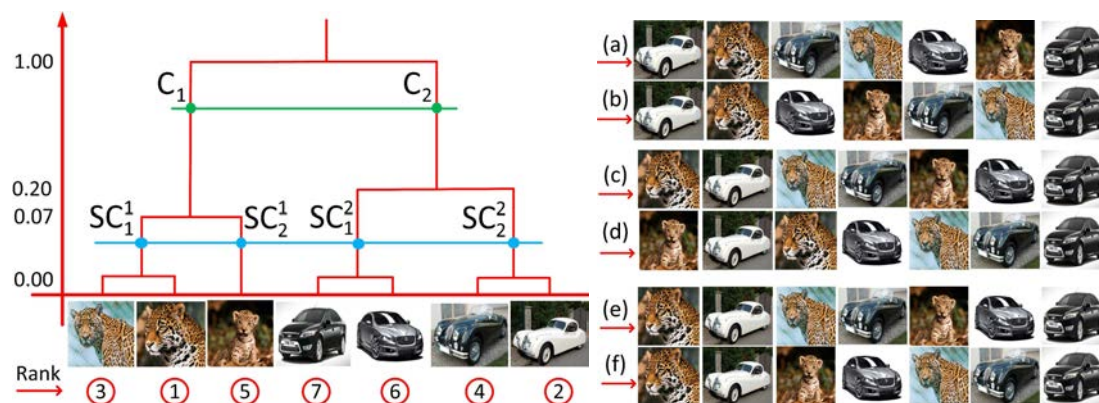 1.00
C1 C2
0.20
0.07
SC¹₁ SC¹₂ SC²₁ SC²₂
0.00
Rank
3 1 5 7 6 4 2
(a)
(b)
(c)
(d)
(e)
(f)